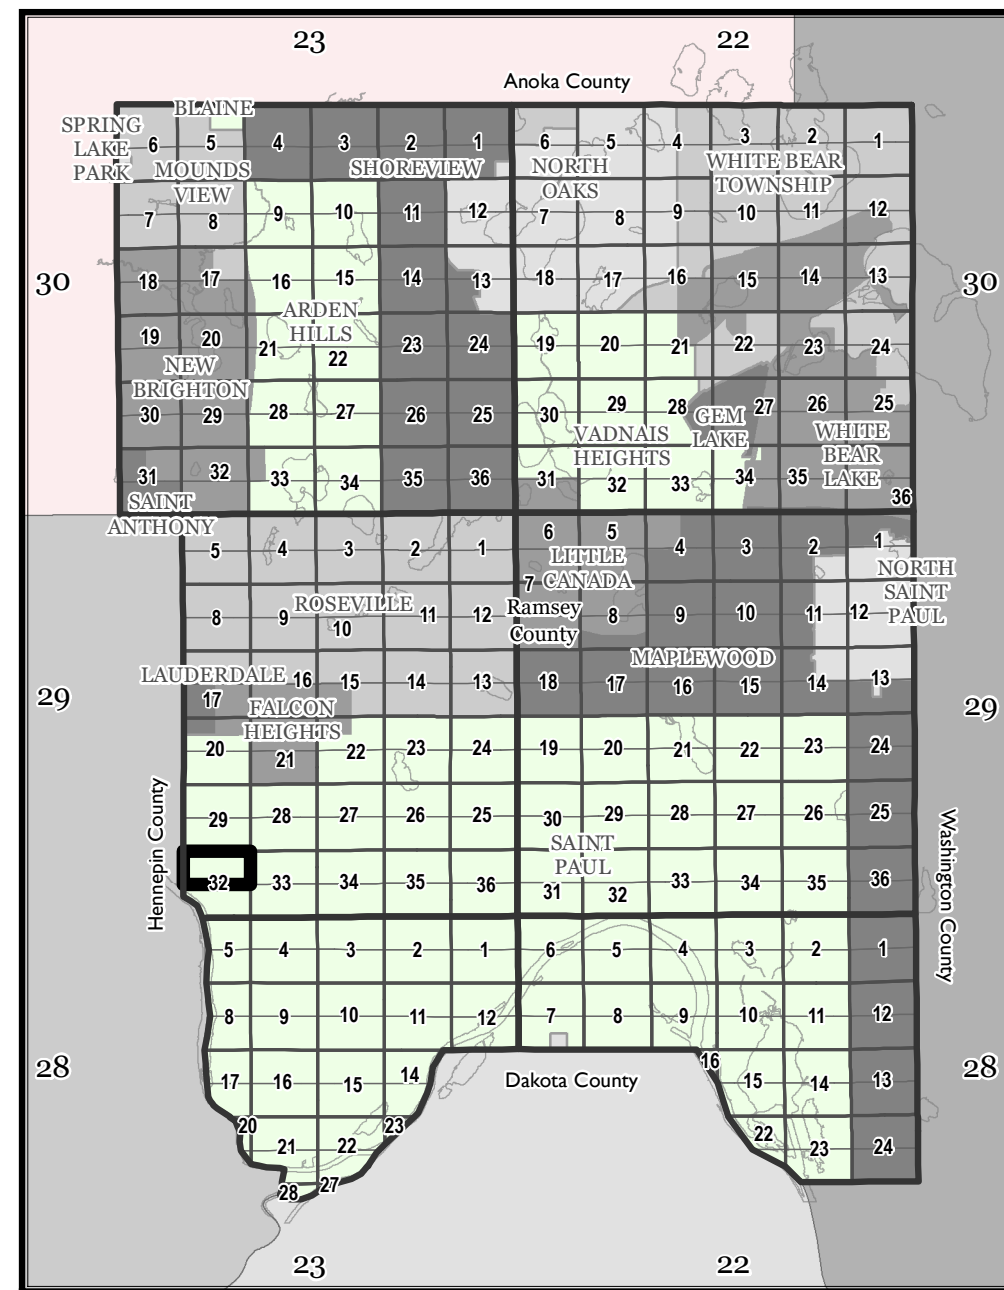 23 22
Anoka County
BLAINE
SPRING
LAKE
PARK
6 5 4 3 2 1 6 5 4 3 2 1
MOUNDS
VIEW
SHOREVIEW
NORTH
OAKS
WHITE BEAR
TOWNSHIP
7 8 9 10 11 12 7 8 9 10 11 12
30 18 17 16 15 14 13 18 17 16 15 14 13 30
ARDEN
HILLS
19 20 21 22 23 24 19 20 21 22 23 24
NEW
BRIGHTON
30 29 28 27 26 25 30 29 28 27 26 25
GEM
LAKE
VADNAIS
HEIGHTS
WHITE
BEAR
LAKE
31 32 33 34 35 36 31 32 33 34 35 36
SAINT
ANTHONY
5 4 3 2 1 6 5 4 3 2 1
LITTLE
CANADA
NORTH
SAINT
PAUL
8 9 10 11 12 7 8 9 10 11 12
ROSEVILLE
Ramsey
County
LAUDERDALE
MAPLEWOOD
29 17 16 15 14 13 18 17 16 15 14 13 29
FALCON
HEIGHTS
20 21 22 23 24 19 20 21 22 23 24
29 28 27 26 25 30 29 28 27 26 25
Hennepin County
SAINT
PAUL
Washington County
32 33 34 35 36 31 32 33 34 35 36
5 4 3 2 1 6 5 4 3 2 1
8 9 10 11 12 7 8 9 10 11 12
28 17 16 15 14 16 15 14 13 28
Dakota County
20 21 22 23 22 23 24
28 27
23 22